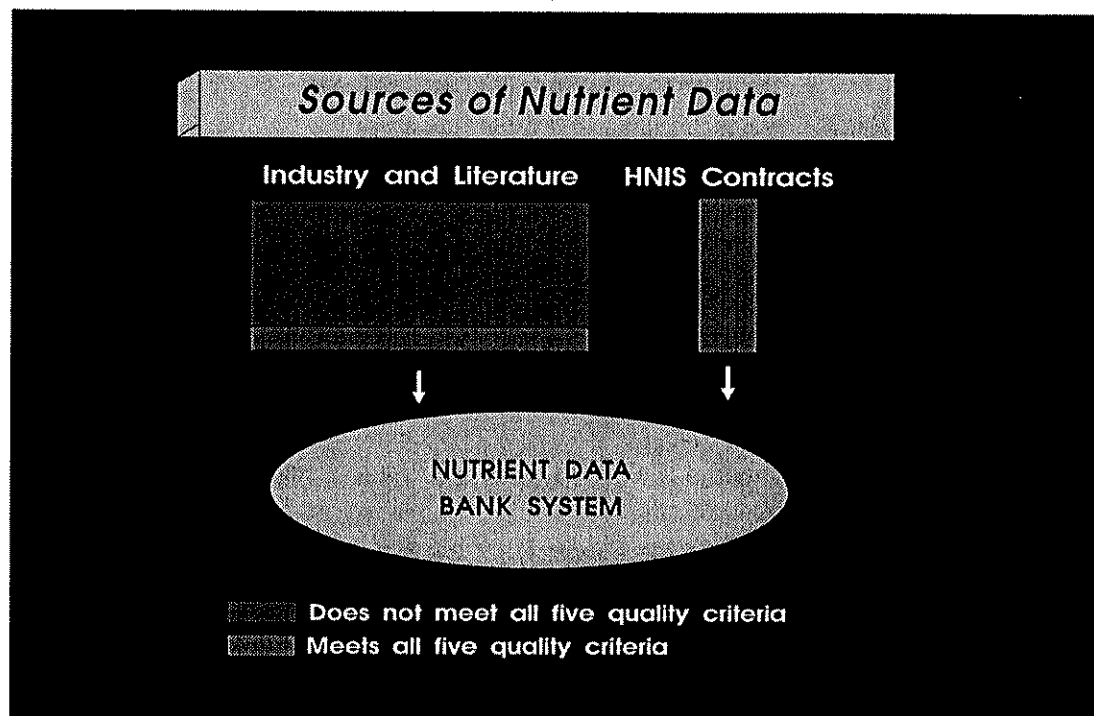 Sources of Nutrient Data
Industry and Literature
HNIS Contracts
NUTRIENT DATA
BANK SYSTEM
Does not meet all five quality criteria
Meets all five quality criteria